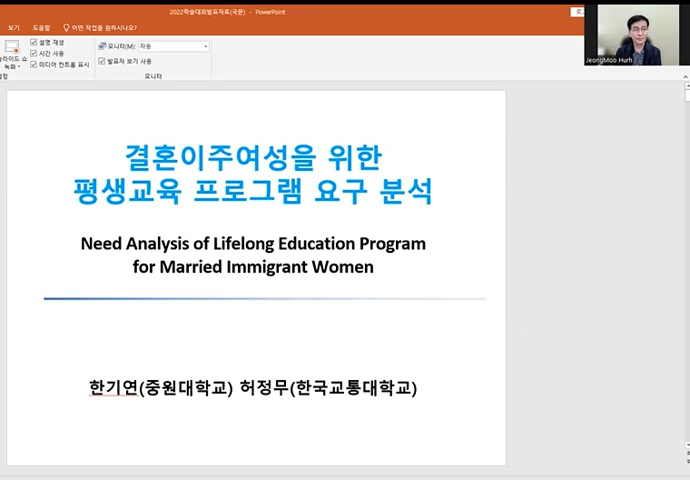 2022학술대회발표자료(국문) - PowerPoint
보기 도움말 어떤 작업을 원하시나요?
설명 재생
시간 사용
미디어 컨트롤 표시
모니터(M): 자동
발표자 보기 사용
모니터
JeongMoo Hurh
결혼이주여성을 위한
평생교육 프로그램 요구 분석
Need Analysis of Lifelong Education Program
for Married Immigrant Women
한기연(중원대학교) 허정무(한국교통대학교)